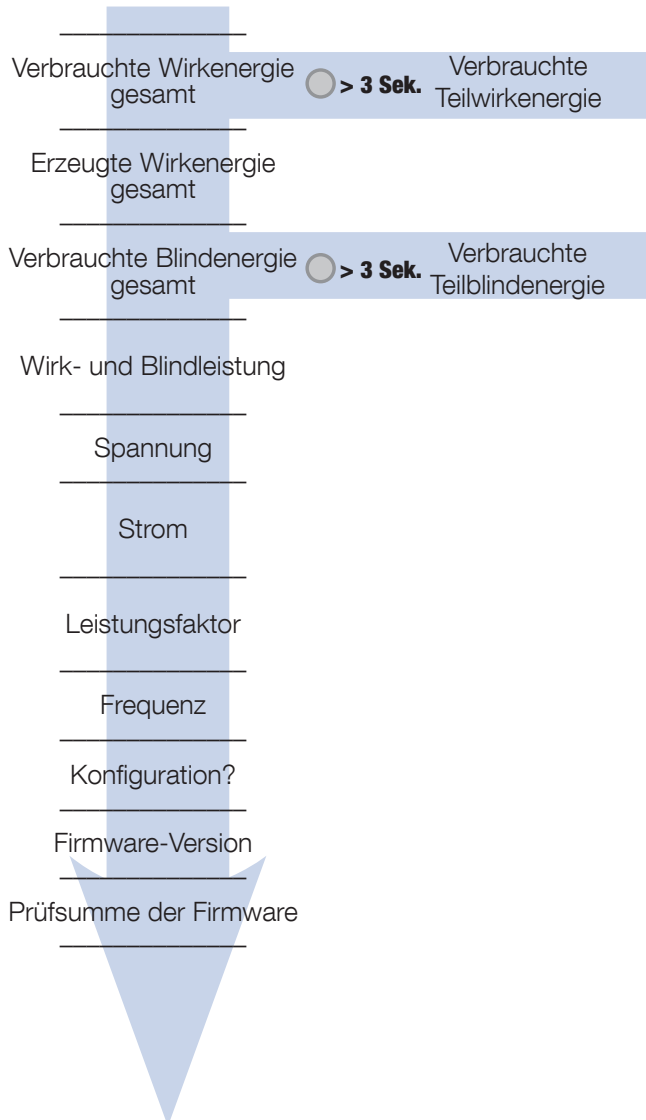 Verbrauchte Wirkenergie
gesamt
> 3 Sek.
Verbrauchte
Teilwirkenergie
Erzeugte Wirkenergie
gesamt
Verbrauchte Blindenergie
gesamt
> 3 Sek.
Verbrauchte
Teilblindenergie
Wirk- und Blindleistung
Spannung
Strom
Leistungsfaktor
Frequenz
Konfiguration?
Firmware-Version
Prüfsumme der Firmware